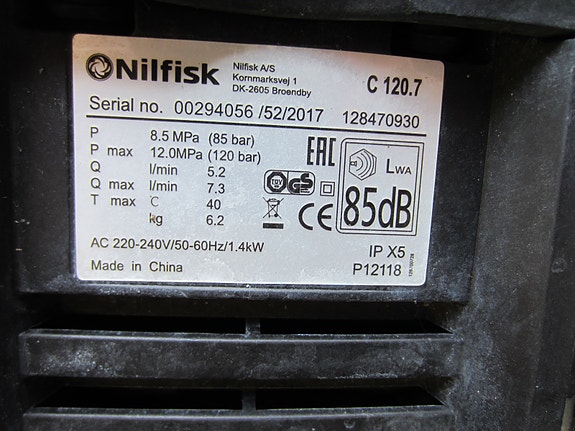 Nilfisk
Nilfisk A/S
Kornmarksvej 1
DK-2605 Broendby
C 120.7
Serial no. 00294056 /52/2017 128470930
P 8.5 MPa (85 bar)
P max 12.0MPa (120 bar)
Q l/min 5.2
Q max l/min 7.3
T max °C 40
kg 6.2
EAC
TÜV GS
CE
LWA
85dB
AC 220-240V/50-60Hz/1.4kW
IP X5
Made in China
P12118